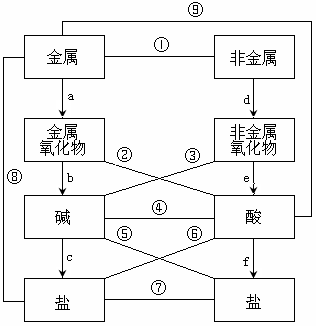 ⑨
金属
①
非金属
a
d
金属
氧化物
②
③
非金属
氧化物
⑧
b
e
碱
④
酸
⑤
⑥
c
f
盐
⑦
盐